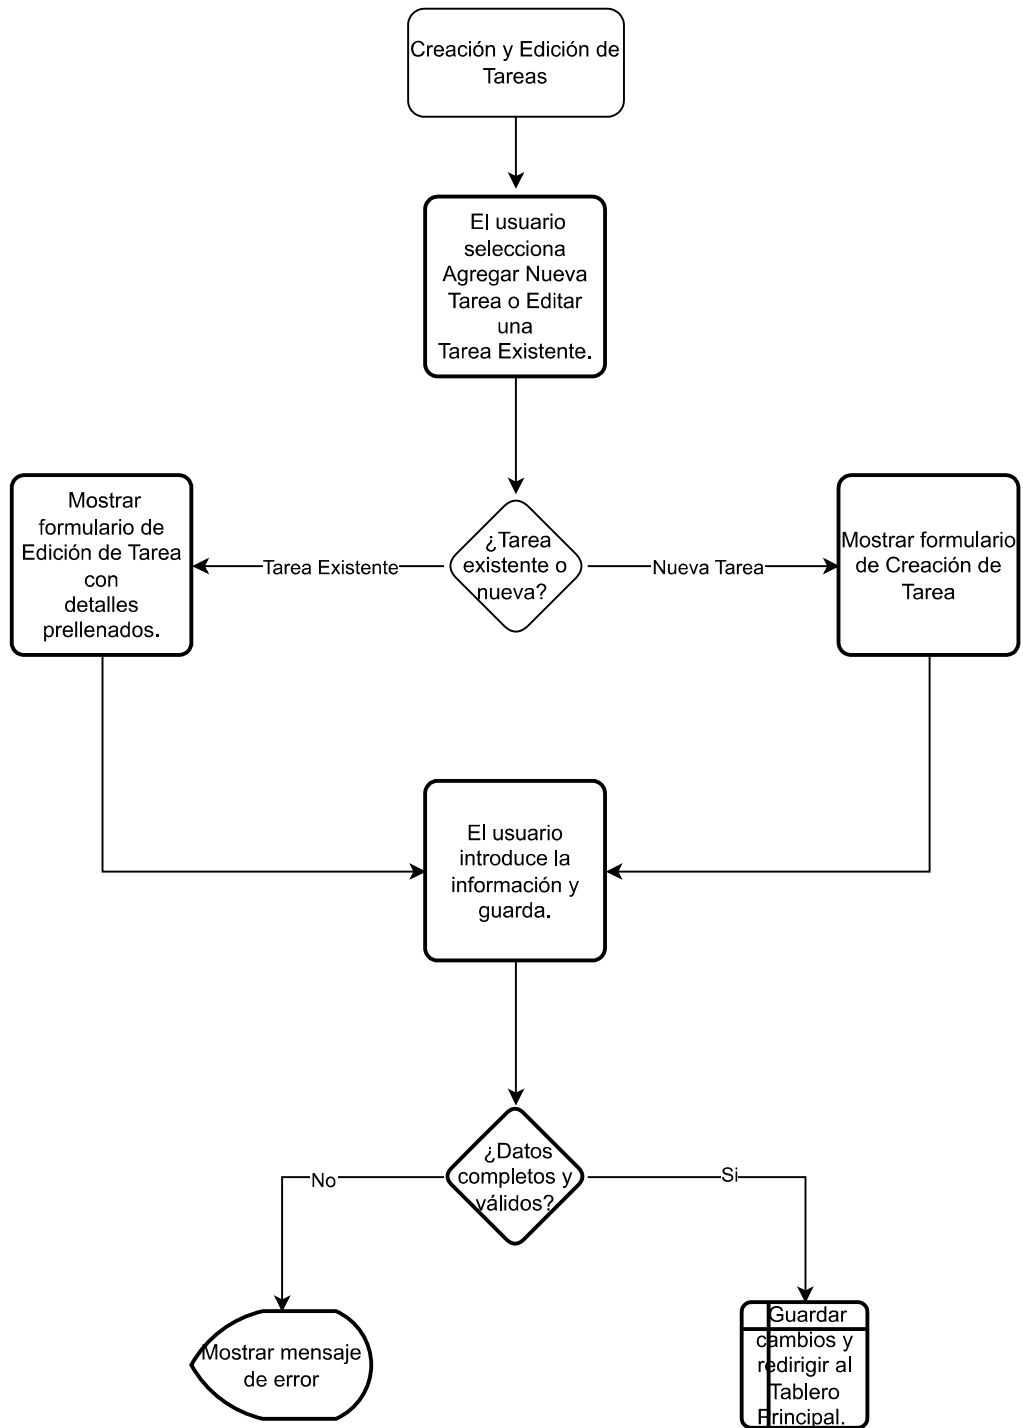 Creación y Edición de
Tareas
El usuario
selecciona
Agregar Nueva
Tarea o Editar
una
Tarea Existente.
Mostrar
formulario de
Edición de Tarea
con
detalles
prellenados.
Tarea Existente
¿Tarea
existente o
nueva?
Nueva Tarea
Mostrar formulario
de Creación de
Tarea
El usuario
introduce la
información y
guarda.
¿Datos
completos y
válidos?
No
Si
Mostrar mensaje
de error
Guardar
cambios y
redirigir al
Tablero
Principal.